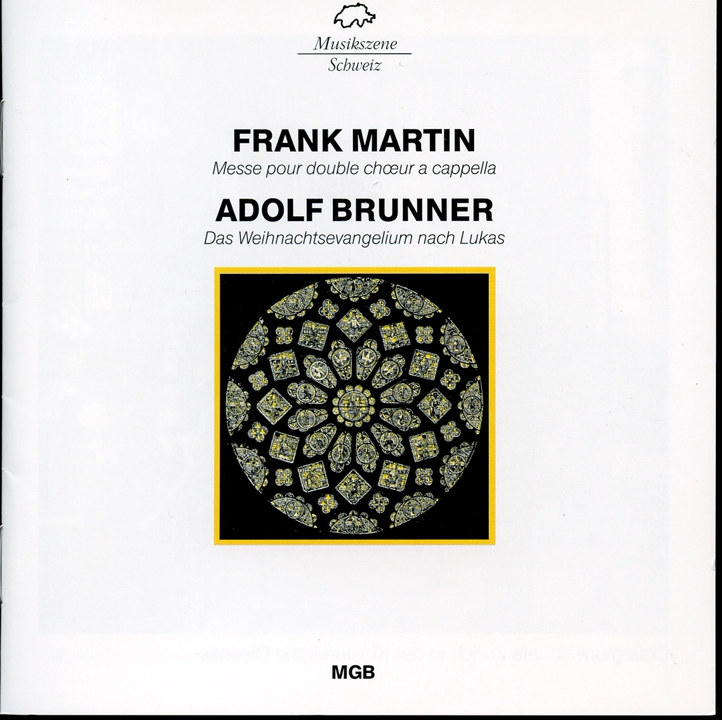 Musikszene
Schweiz
FRANK MARTIN
Messe pour double chœur a cappella
ADOLF BRUNNER
Das Weihnachtsevangelium nach Lukas
MGB